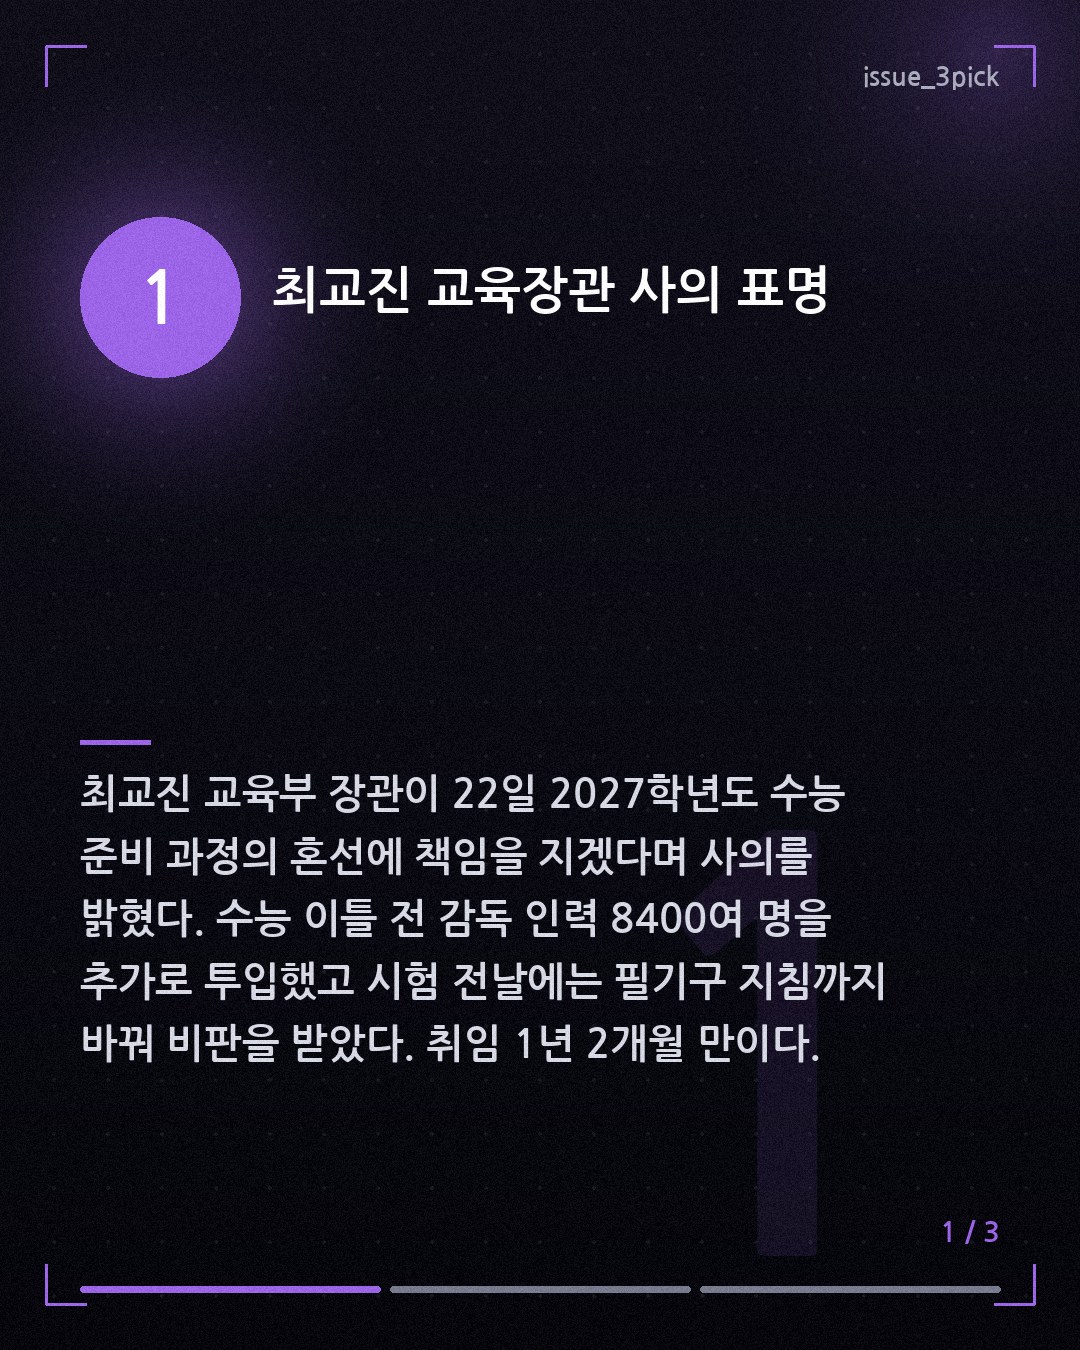 issue_3pick
1
최교진 교육장관 사의 표명
최교진 교육부 장관이 22일 2027학년도 수능
준비 과정의 혼선에 책임을 지겠다며 사의를
밝혔다. 수능 이틀 전 감독 인력 8400여 명을
추가로 투입했고 시험 전날에는 필기구 지침까지
바꿔 비판을 받았다. 취임 1년 2개월 만이다.
1
1 / 3